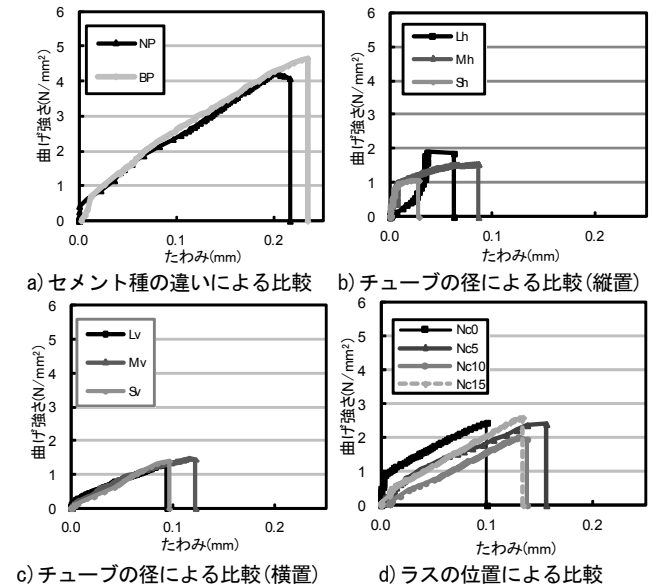 6
5
4
3
2
1
0
曲げ強さ(N/mm²)
NP
BP
0.0
0.1
0.2
たわみ(mm)
a)セメント種の違いによる比較
6
5
4
3
2
1
0
曲げ強さ(N/mm²)
Lh
Mh
Sh
0.0
0.1
0.2
たわみ(mm)
b)チューブの径による比較(縦置)
6
5
4
3
2
1
0
曲げ強さ(N/mm²)
Lv
Mv
Sv
0.0
0.1
0.2
たわみ(mm)
c)チューブの径による比較(横置)
6
5
4
3
2
1
0
曲げ強さ(N/mm²)
Nc0
Nc5
Nc10
Nc15
0.0
0.1
0.2
たわみ(mm)
d)ラスの位置による比較